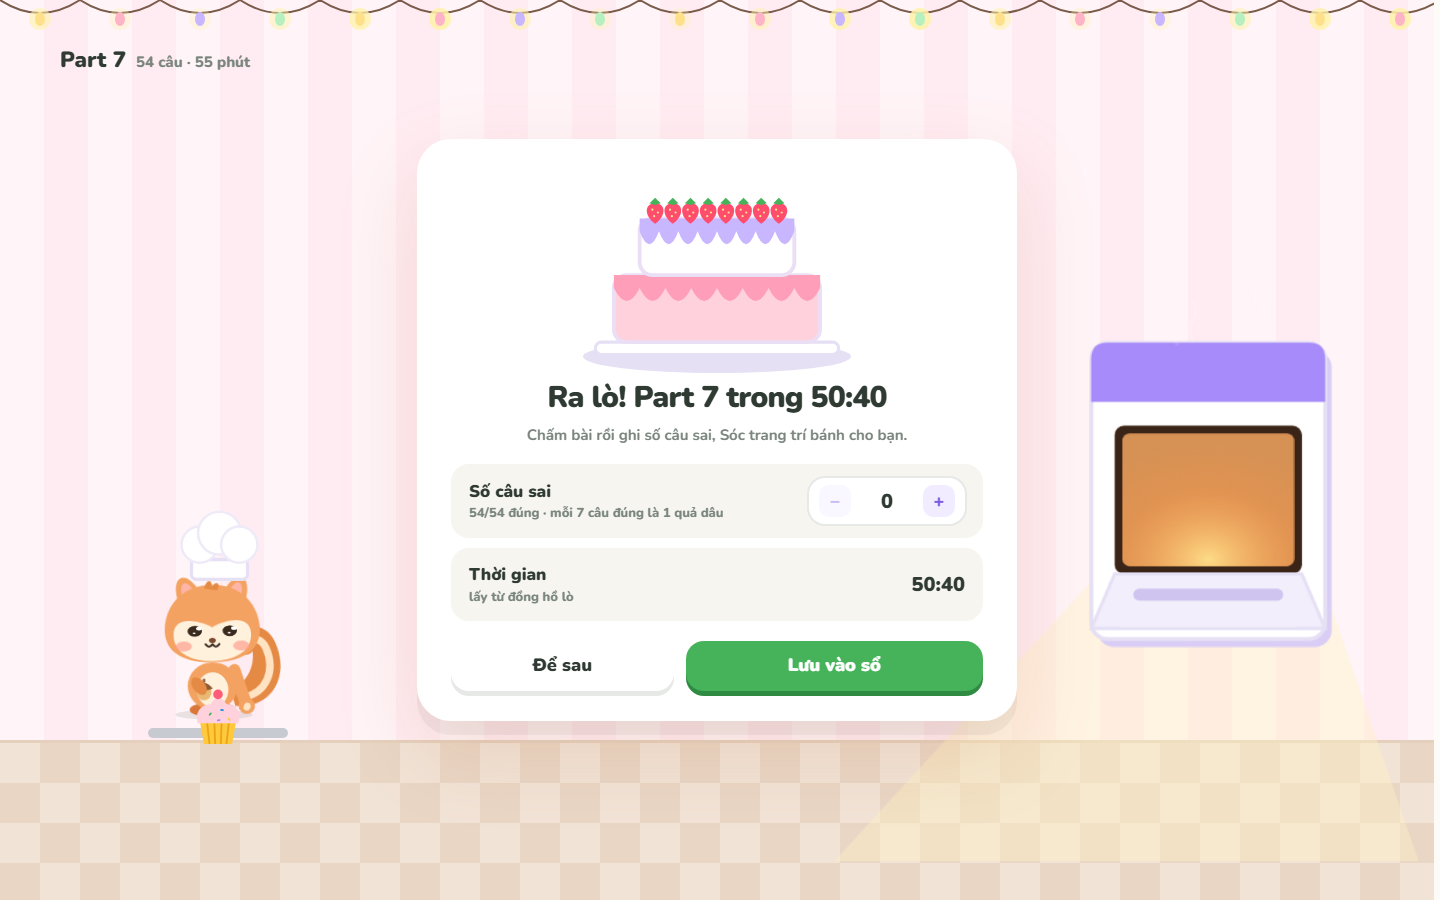 Part 7 54 câu · 55 phút
Ra lò! Part 7 trong 50:40
Chấm bài rồi ghi số câu sai, Sóc trang trí bánh cho bạn.
Số câu sai
54/54 đúng · mỗi 7 câu đúng là 1 quả dâu
− 0 +
Thời gian
lấy từ đồng hồ lò
50:40
Để sau
Lưu vào sổ